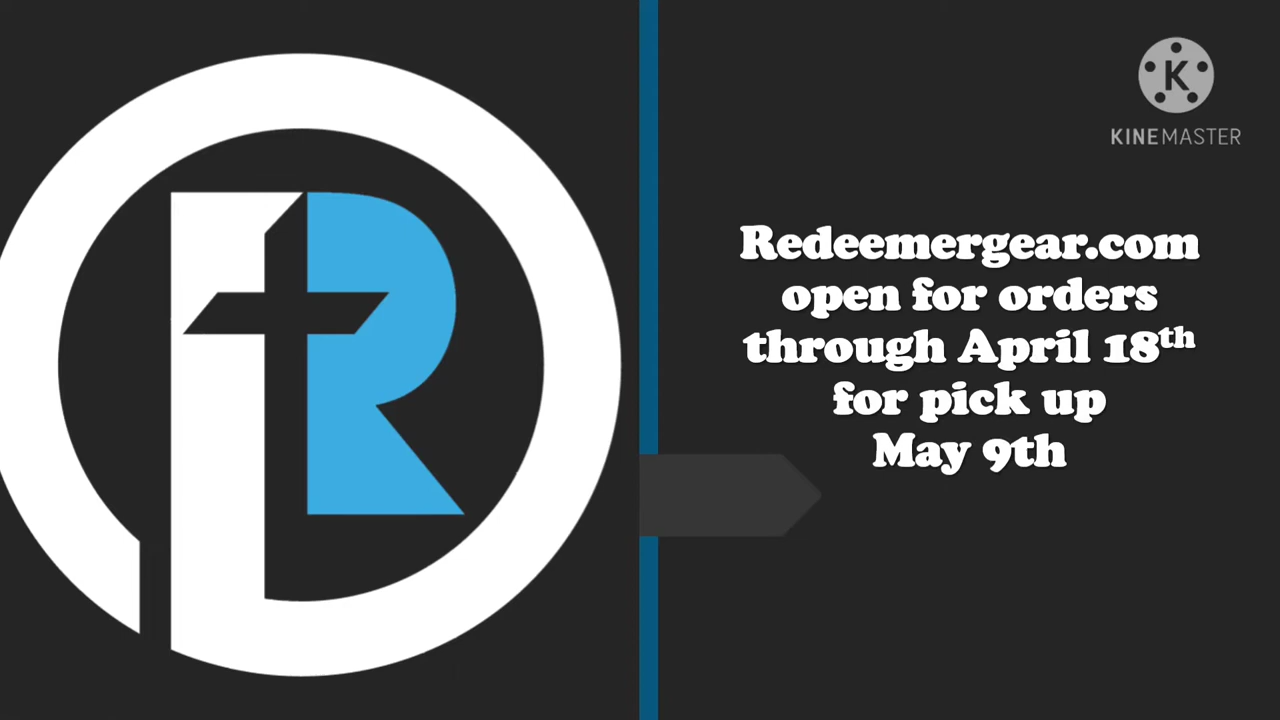 K
KINEMASTER
R
Redeemergear.com
open for orders
through April 18th
for pick up
May 9th